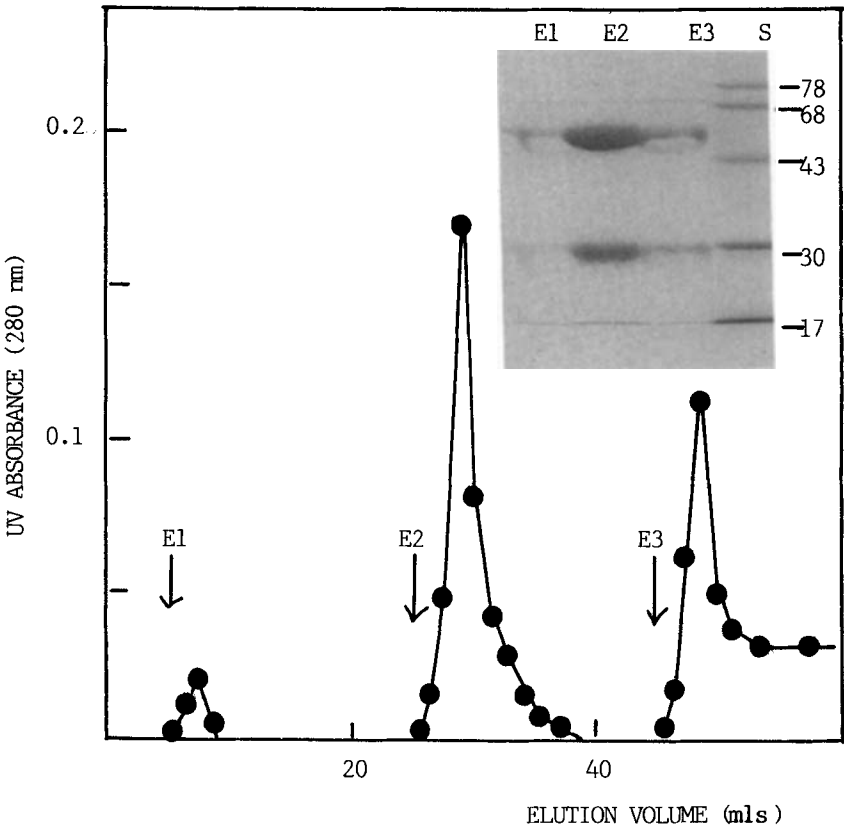 E1 E2 E3 S
78
68
0.2
43
30
17
UV ABSORBANCE (280 nm)
0.1
E1 E2 E3
20 40
ELUTION VOLUME (mls)